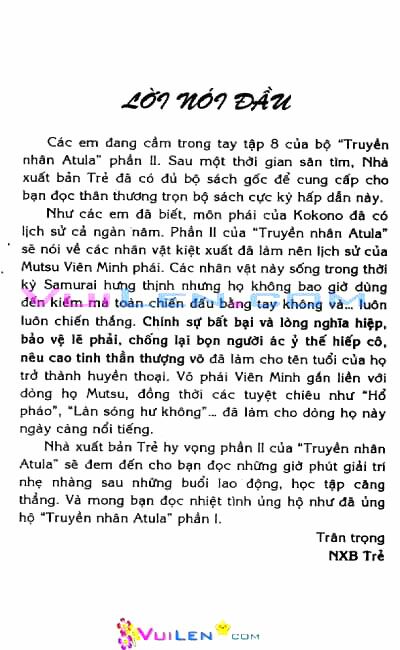 LỜI NÓI ĐẦU
Các em đang cầm trong tay tập 8 của bộ "Truyền
nhân Atula" phần II. Sau một thời gian săn tìm, Nhà
xuất bản Trẻ đã có đủ bộ sách gốc để cung cấp cho
bạn đọc thân thương trọn bộ sách cực kỳ hấp dẫn này.
Như các em đã biết, môn phái của Kokono đã có
lịch sử cả ngàn năm. Phần II của "Truyền nhân Atula"
sẽ nói về các nhân vật kiệt xuất đã làm nên lịch sử của
Mutsu Viên Minh phái. Các nhân vật này sống trong thời
kỳ Samurai hưng thịnh nhưng họ không bao giờ dùng
đến kiếm mà toàn chiến đấu bằng tay không và... luôn
luôn chiến thắng. Chính sự bất bại và lòng nghĩa hiệp,
bảo vệ lẽ phải, chống lại bọn người ác ỷ thế hiếp cô,
nêu cao tinh thần thượng võ đã làm cho tên tuổi của họ
trở thành huyền thoại. Võ phái Viên Minh gắn liền với
dòng họ Mutsu, đồng thời các tuyệt chiêu như "Hổ
pháo", "Làn sóng hư không"... đã làm cho dòng họ này
ngày càng nổi tiếng.
Nhà xuất bản Trẻ hy vọng phần II của "Truyền nhân
Atula" sẽ đem đến cho bạn đọc những giờ phút giải trí
nhẹ nhàng sau những buổi lao động, học tập căng
thẳng. Và mong bạn đọc nhiệt tình ủng hộ như đã ủng
hộ "Truyền nhân Atula" phần I.
Trân trọng
NXB Trẻ
VUILEN.COM
VUILEN.COM